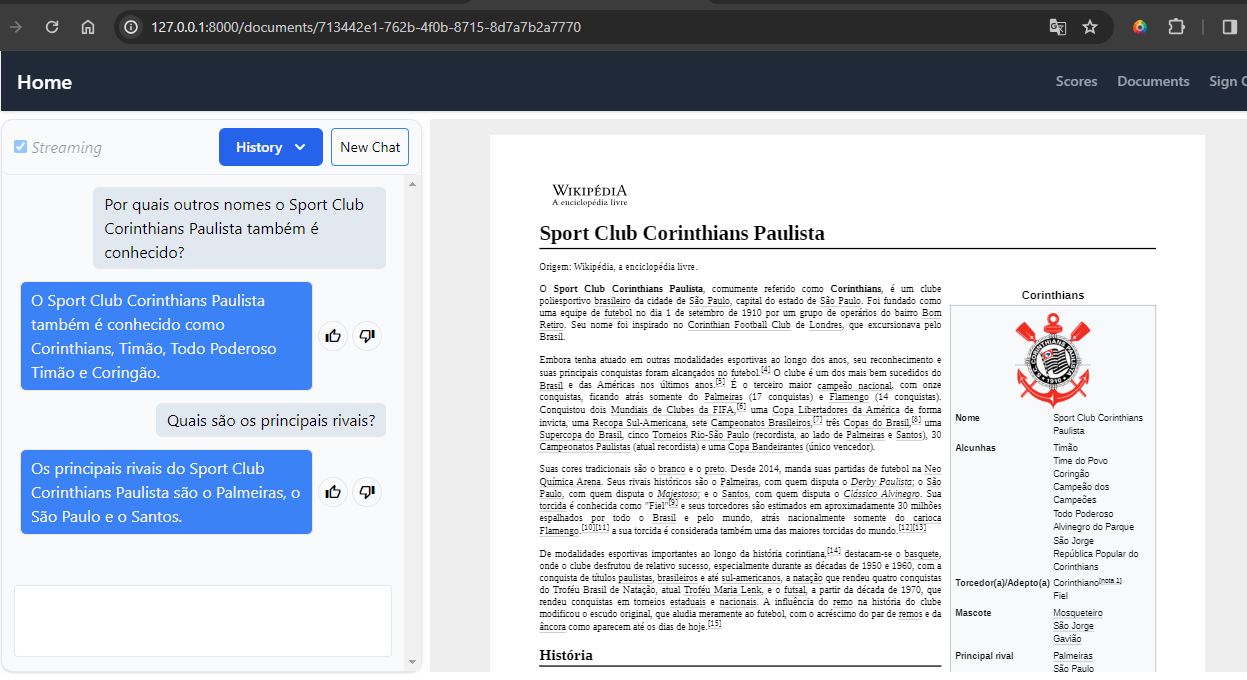 127.0.0.1:8000/documents/713442e1-762b-4f0b-8715-8d7a7b2a7770
Home
Scores
Documents
Sign
Streaming
History
New Chat
Por quais outros nomes o Sport Club
Corinthians Paulista também é
conhecido?
O Sport Club Corinthians Paulista
também é conhecido como
Corinthians, Timão, Todo Poderoso
Timão e Coringão.
Quais são os principais rivais?
Os principais rivais do Sport Club
Corinthians Paulista são o Palmeiras, o
São Paulo e o Santos.
WIKIPÉDIA
A enciclopédia livre
Sport Club Corinthians Paulista
Origem: Wikipédia, a enciclopédia livre.
O Sport Club Corinthians Paulista, comumente referido como Corinthians, é um clube
poliesportivo brasileiro da cidade de São Paulo, capital do estado de São Paulo. Foi fundado como
uma equipe de futebol no dia 1 de setembro de 1910 por um grupo de operários do bairro Bom
Retiro. Seu nome foi inspirado no Corinthian Football Club de Londres, que excursionava pelo
Brasil.
Embora tenha atuado em outras modalidades esportivas ao longo dos anos, seu reconhecimento e
suas principais conquistas foram alcançados no futebol.[4] O clube é um dos mais bem sucedidos do
Brasil e das Américas nos últimos anos.[5] É o terceiro maior campeão nacional, com onze
conquistas, ficando atrás somente do Palmeiras (17 conquistas) e Flamengo (14 conquistas).
Conquistou dois Mundiais de Clubes da FIFA,[6] uma Copa Libertadores da América de forma
invicta, uma Recopa Sul-Americana, sete Campeonatos Brasileiros,[7] três Copas do Brasil,[8] uma
Supercopa do Brasil, cinco Torneios Rio-São Paulo (recordista, ao lado de Palmeiras e Santos), 30
Campeonatos Paulistas (atual recordista) e uma Copa Bandeirantes (único vencedor).
Suas cores tradicionais são o branco e o preto. Desde 2014, manda suas partidas de futebol na Neo
Química Arena. Seus rivais históricos são o Palmeiras, com quem disputa o Derby Paulista; o São
Paulo, com quem disputa o Majestoso; e o Santos, com quem disputa o Clássico Alvinegro. Sua
torcida é conhecida como "Fiel"[9] e seus torcedores são estimados em aproximadamente 30 milhões
espalhados por todo o Brasil e pelo mundo, atrás nacionalmente somente do carioca
Flamengo.[10][11] a sua torcida é considerada também uma das maiores torcidas do mundo.[12][13]
De modalidades esportivas importantes ao longo da história corintiana,[14] destacam-se o basquete,
onde o clube desfrutou de relativo sucesso, especialmente durante as décadas de 1950 e 1960, com a
conquista de títulos paulistas, brasileiros e até sul-americanos, a natação que rendeu quatro conquistas
do Troféu Brasil de Natação, atual Troféu Maria Lenk, e o futsal, a partir da década de 1970, que
rendeu conquistas em torneios estaduais e nacionais. A influência do remo na história do clube
modificou o escudo original, que aludia meramente ao futebol, com o acréscimo do par de remos e da
âncora como aparecem até os dias de hoje.[15]
História
Corinthians
Nome Sport Club Corinthians
Paulista
Alcunhas Timão
Time do Povo
Coringão
Campeão dos
Campeões
Todo Poderoso
Alvinegro do Parque
São Jorge
República Popular do
Corinthians
Torcedor(a)/Adepto(a) Corinthiano[nota 1]
Fiel
Mascote Mosqueteiro
São Jorge
Gavião
Principal rival Palmeiras
São Paulo